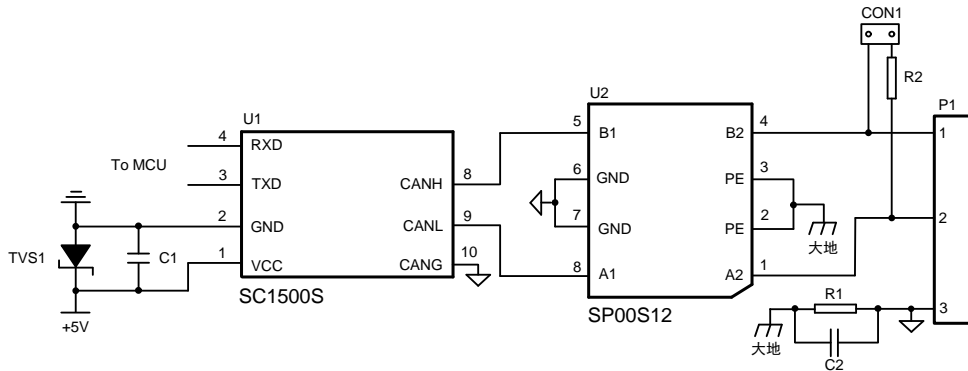 CON1
R2
P1
1
2
3
U1
4 RXD
3 TXD
2 GND
1 VCC
CANH 8
CANL 9
CANG 10
SC1500S
To MCU
TVS1
C1
+5V
U2
5 B1
6 GND
7 GND
8 A1
B2 4
PE 3
PE 2
A2 1
SP00S12
大地
R1
大地
C2